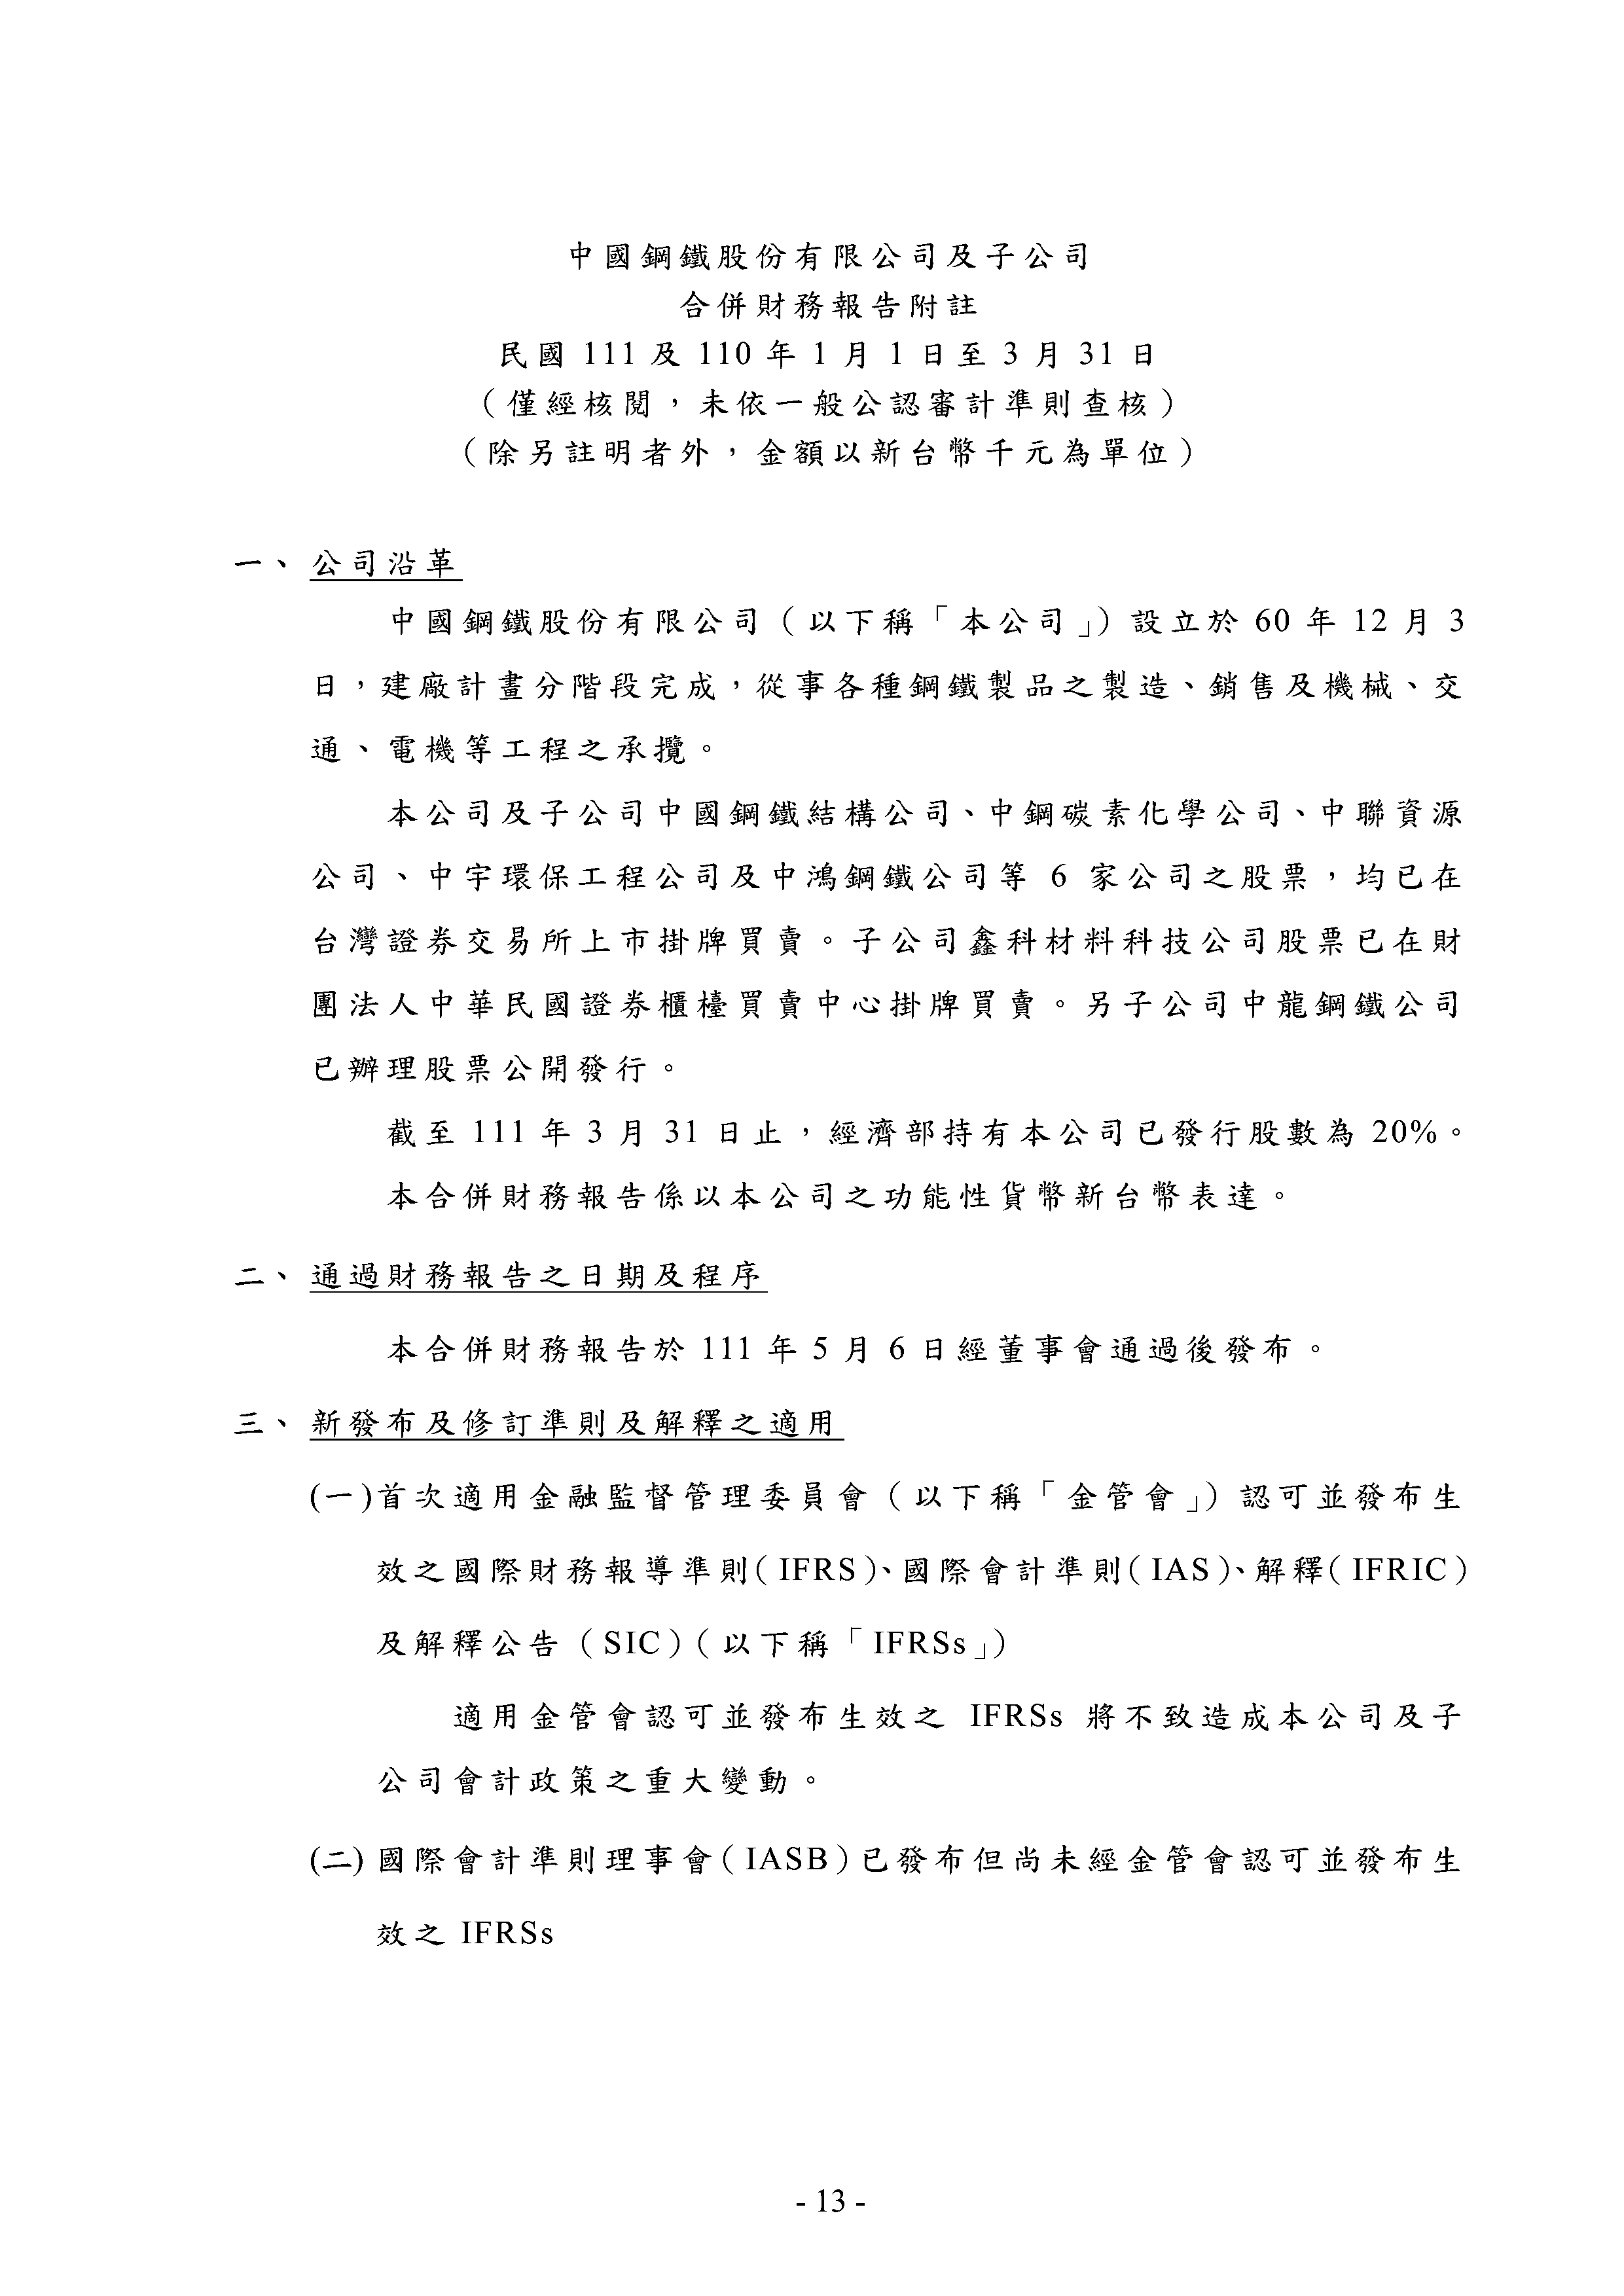 中國鋼鐵股份有限公司及子公司
合併財務報告附註
民國 111 及 110 年 1 月 1 日至 3 月 31 日
（僅經核閱，未依一般公認審計準則查核）
（除另註明者外，金額以新台幣千元為單位）
一、公司沿革
中國鋼鐵股份有限公司（以下稱「本公司」）設立於 60 年 12 月 3
日，建廠計畫分階段完成，從事各種鋼鐵製品之製造、銷售及機械、交
通、電機等工程之承攬。
本公司及子公司中國鋼鐵結構公司、中鋼碳素化學公司、中聯資源
公司、中宇環保工程公司及中鴻鋼鐵公司等 6 家公司之股票，均已在
台灣證券交易所上市掛牌買賣。子公司鑫科材料科技公司股票已在財
團法人中華民國證券櫃檯買賣中心掛牌買賣。另子公司中龍鋼鐵公司
已辦理股票公開發行。
截至 111 年 3 月 31 日止，經濟部持有本公司已發行股數為 20%。
本合併財務報告係以本公司之功能性貨幣新台幣表達。
二、通過財務報告之日期及程序
本合併財務報告於 111 年 5 月 6 日經董事會通過後發布。
三、新發布及修訂準則及解釋之適用
(一)首次適用金融監督管理委員會（以下稱「金管會」）認可並發布生
效之國際財務報導準則（IFRS）、國際會計準則（IAS）、解釋（IFRIC）
及解釋公告（SIC）（以下稱「IFRSs」）
適用金管會認可並發布生效之 IFRSs 將不致造成本公司及子
公司會計政策之重大變動。
(二) 國際會計準則理事會（IASB）已發布但尚未經金管會認可並發布生
效之 IFRSs
- 13 -